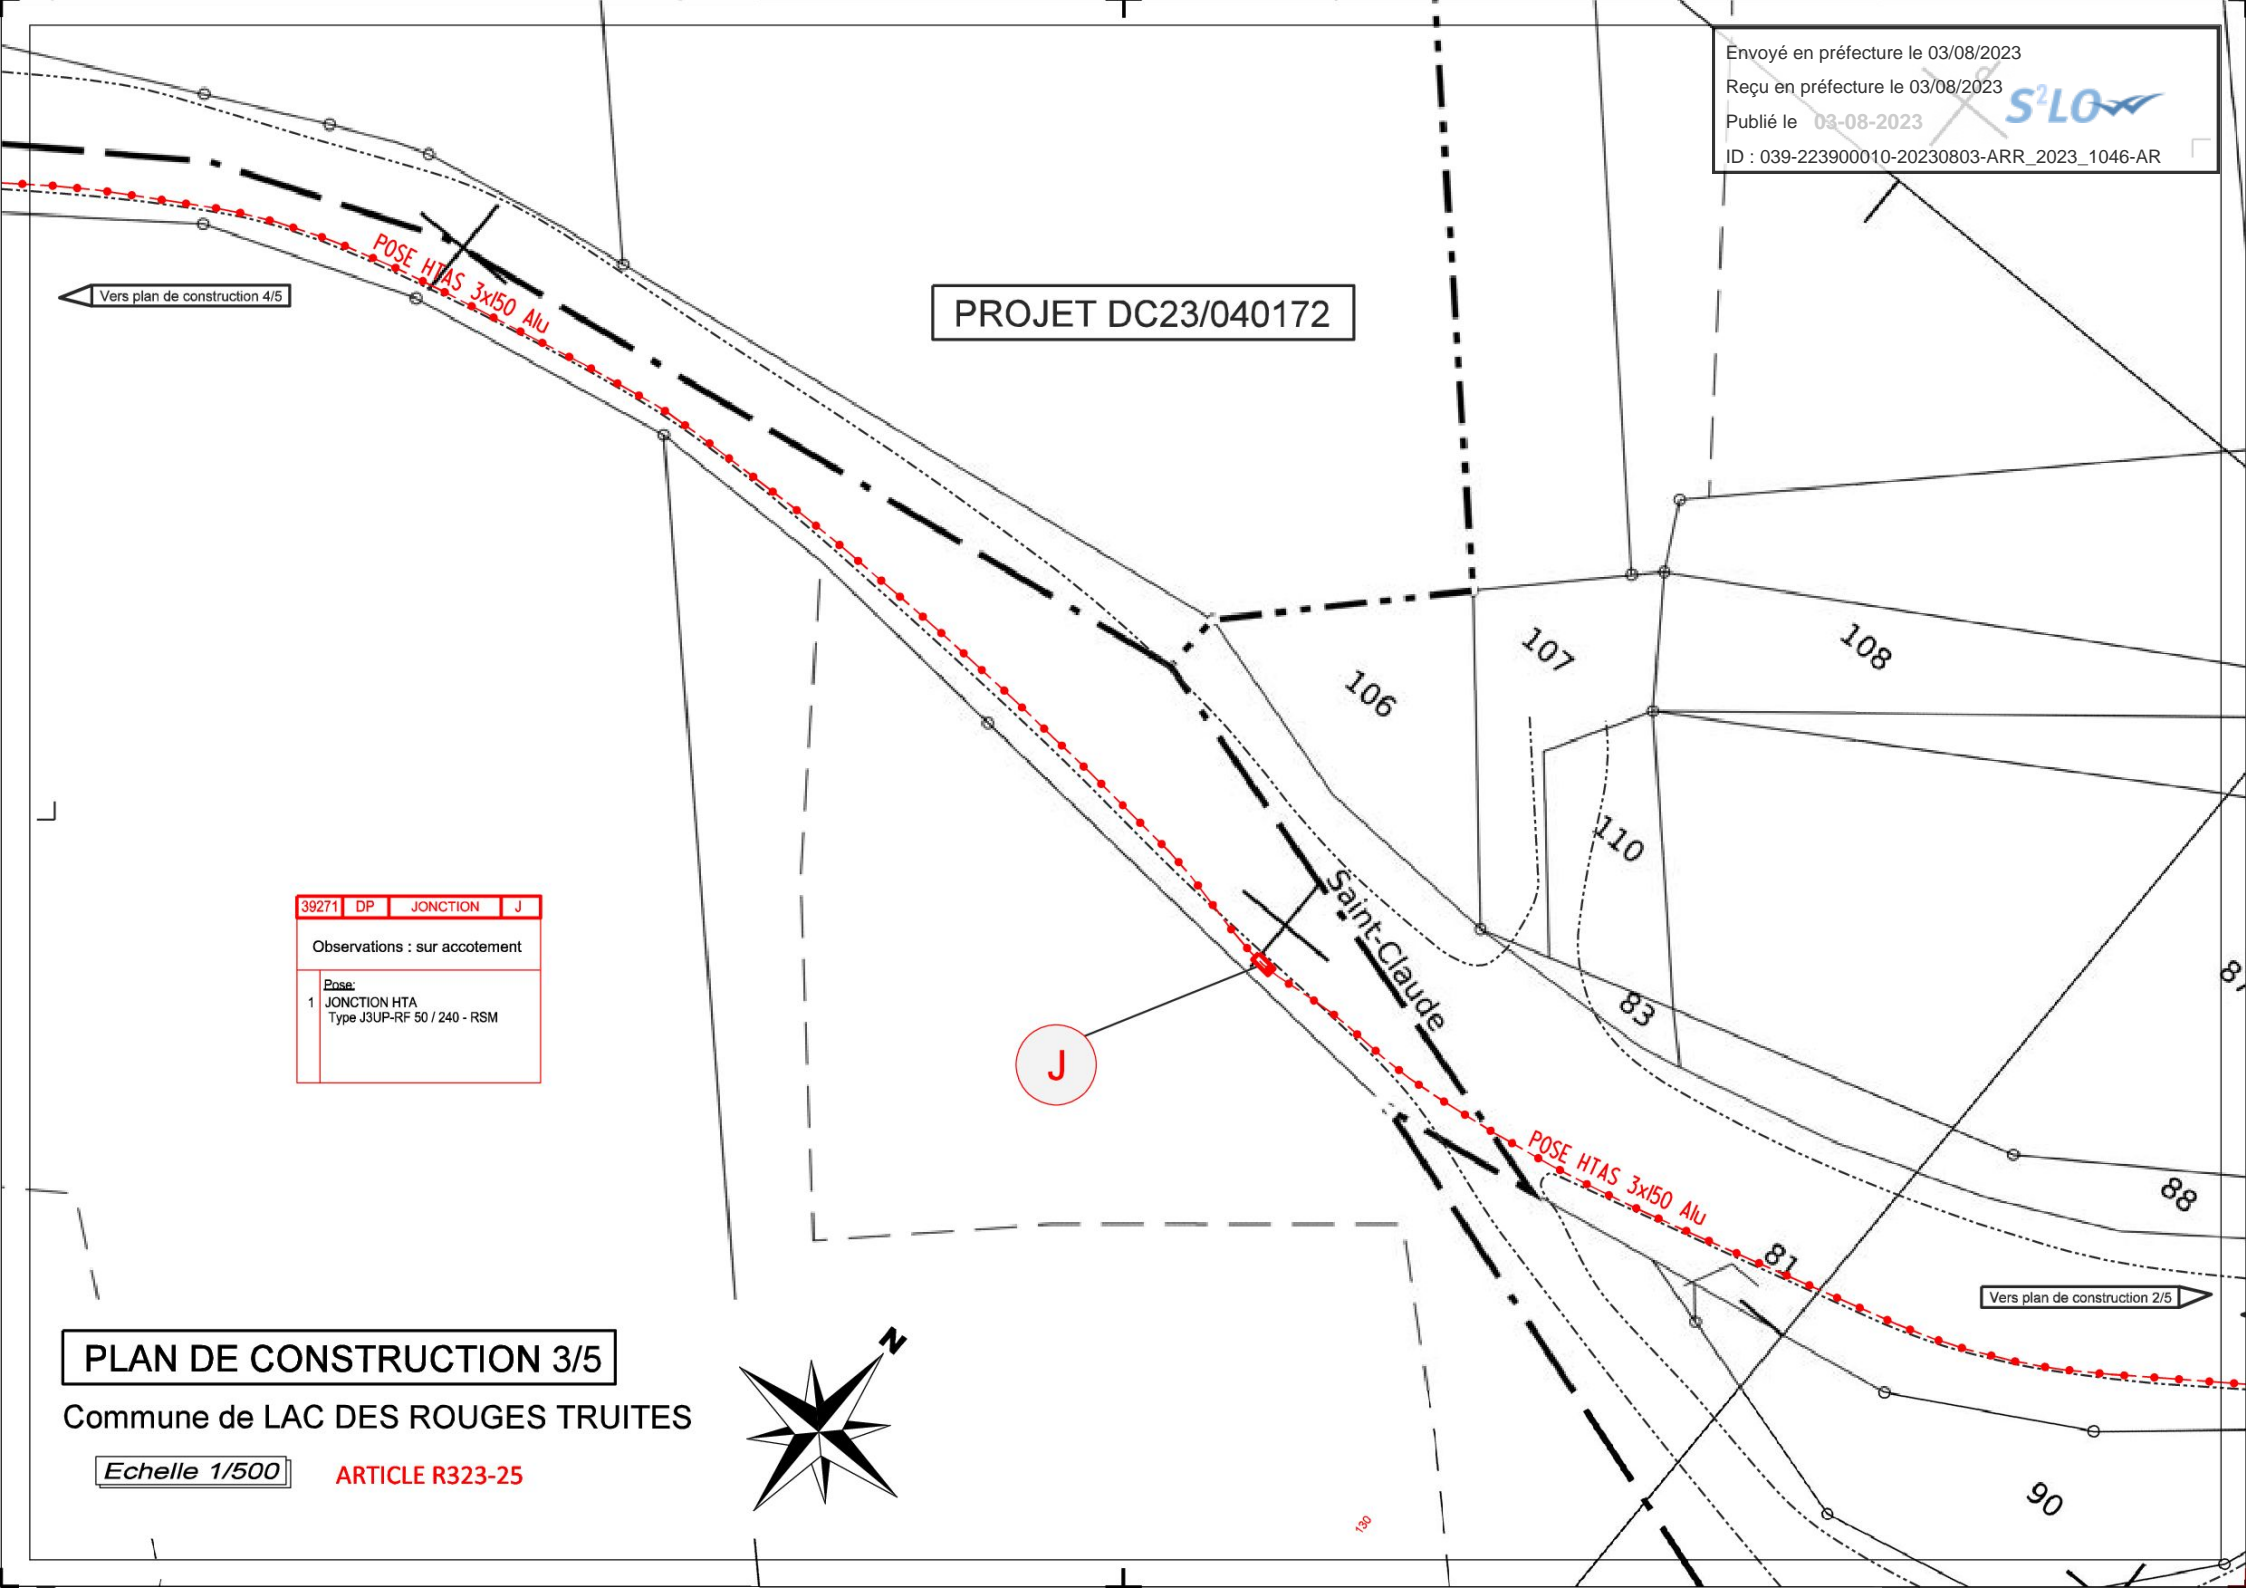 Envoyé en préfecture le 03/08/2023
Reçu en préfecture le 03/08/2023
Publié le 03-08-2023
S²LO
ID : 039-223900010-20230803-ARR_2023_1046-AR
POSE HTAS 3x150 Alu
Vers plan de construction 4/5
PROJET DC23/040172
106
107
108
110
Saint-Claude
83
87
39271 DP JONCTION J
Observations : sur accotement
Pose:
1 JONCTION HTA
Type J3UP-RF 50 / 240 - RSM
J
POSE HTAS 3x150 Alu
81
88
Vers plan de construction 2/5
PLAN DE CONSTRUCTION 3/5
Commune de LAC DES ROUGES TRUITES
Echelle 1/500
ARTICLE R323-25
N
130
90